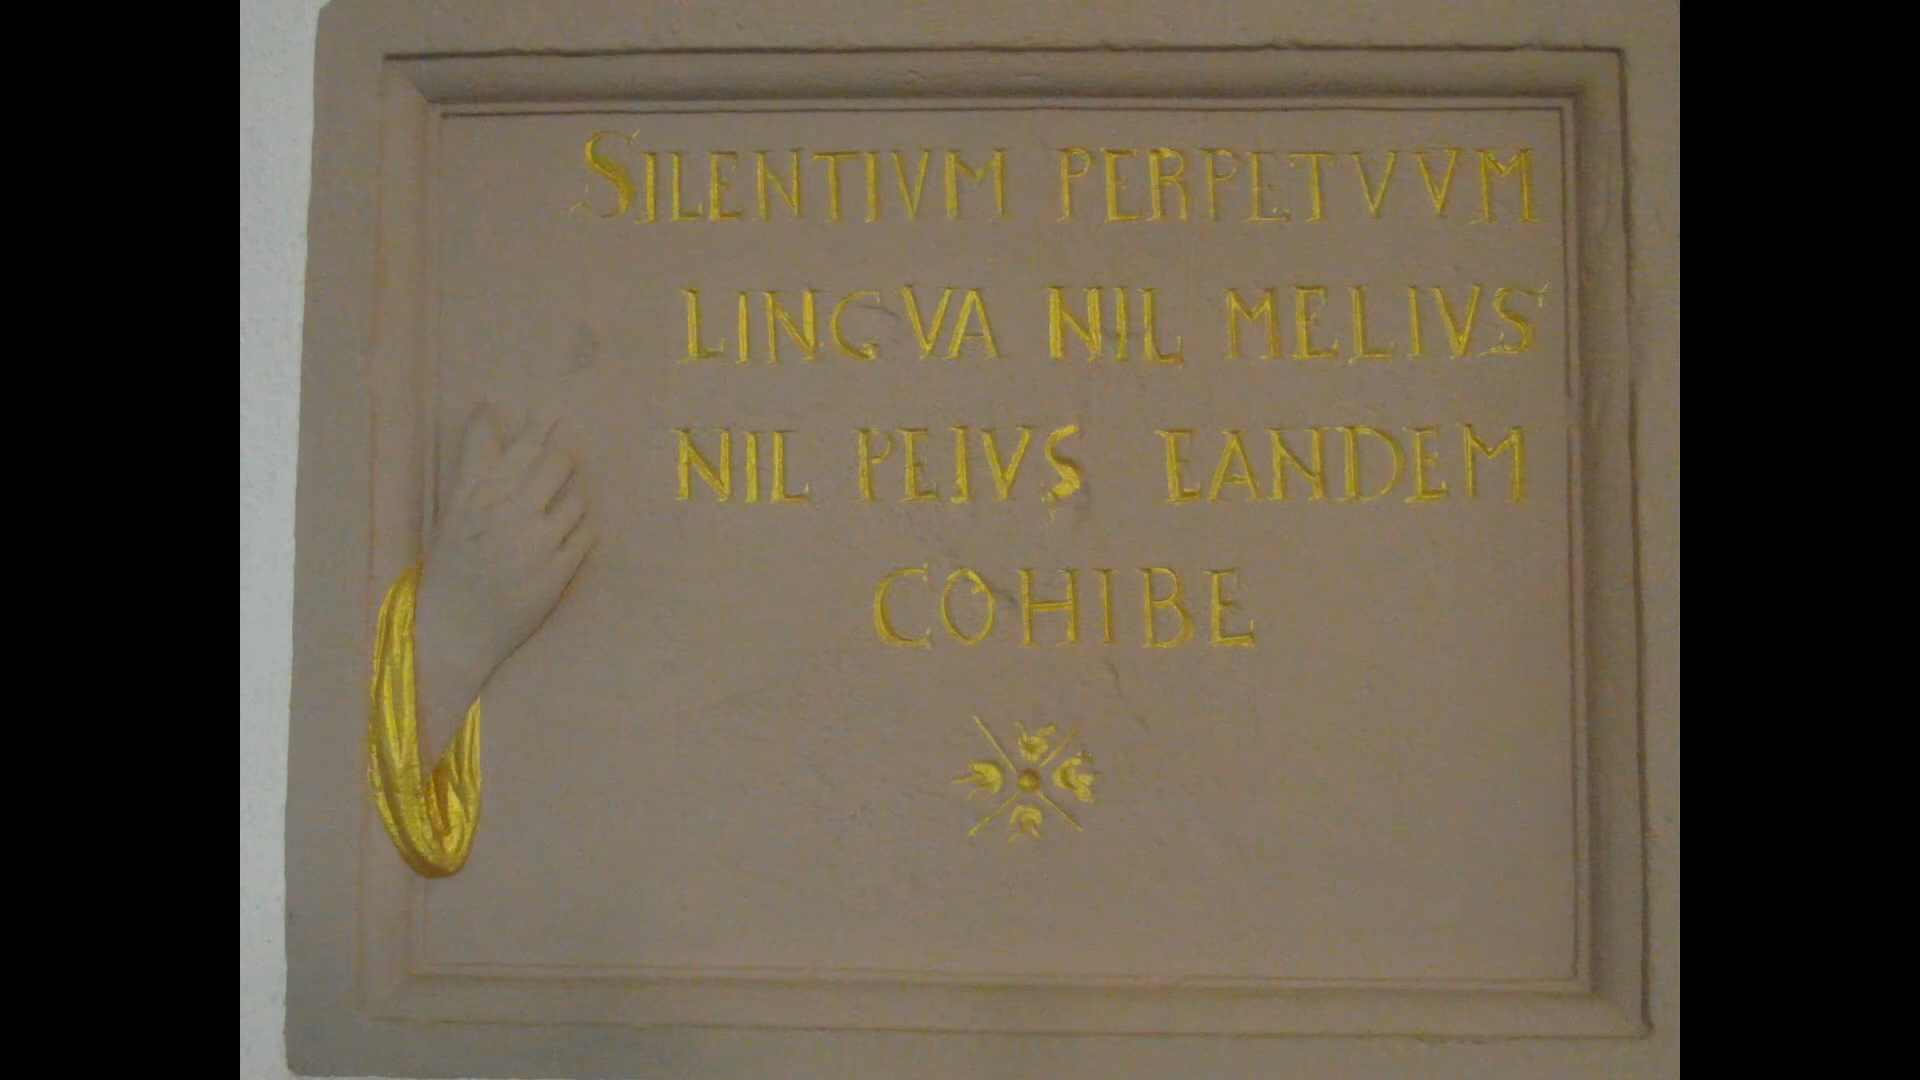 SILENTIVM PERPETVVM
LINGVA NIL MELIVS
NIL PEIVS EANDEM
COHIBE